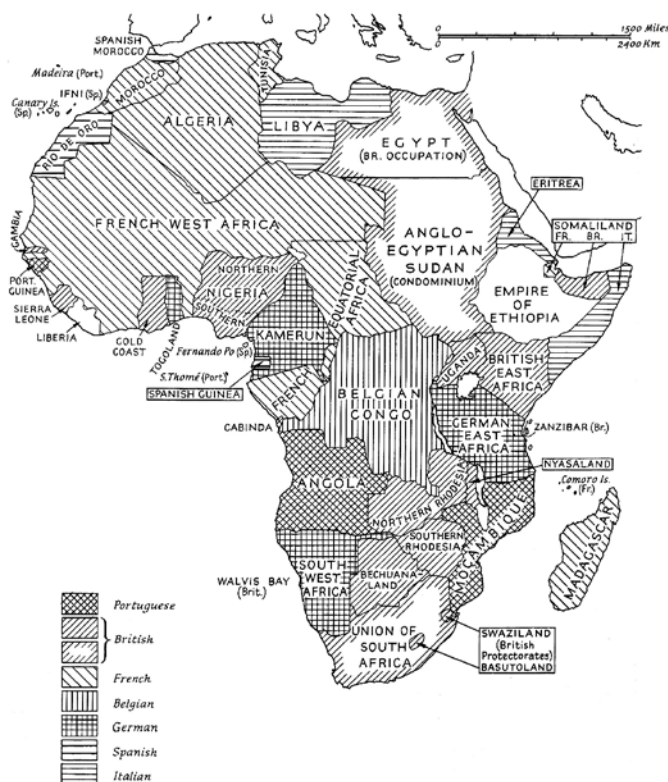 0 1500 Miles
0 2400 Km
SPANISH
MOROCCO
Madeira (Port.)
IFNI (Sp.)
Canary Is.
(Sp.)
MOROCCO
TUNISIA
ALGERIA
LIBYA
EGYPT
(BR. OCCUPATION)
RIO DE ORO
FRENCH WEST AFRICA
ERITREA
SOMALILAND
FR. BR. IT.
ANGLO-
EGYPTIAN
SUDAN
(CONDOMINIUM)
EMPIRE
OF
ETHIOPIA
GAMBIA
PORT.
GUINEA
SIERRA
LEONE
LIBERIA
GOLD
COAST
TOGOLAND
NORTHERN
NIGERIA
SOUTHERN
KAMERUN
FRENCH
EQUATORIAL
AFRICA
Fernando Po (Sp.)
S.Thomé (Port.)
SPANISH GUINEA
CABINDA
BELGIAN
CONGO
UGANDA
BRITISH
EAST
AFRICA
GERMAN
EAST
AFRICA
ZANZIBAR (Br.)
NYASALAND
Comoro Is.
(Fr.)
ANGOLA
NORTHERN RHODESIA
SOUTHERN
RHODESIA
MOÇAMBIQUE
MADAGASCAR
WALVIS BAY
(Brit.)
SOUTH
WEST
AFRICA
BECHUANA-
LAND
UNION OF
SOUTH
AFRICA
SWAZILAND
(British
Protectorates)
BASUTOLAND
Portuguese
British
French
Belgian
German
Spanish
Italian